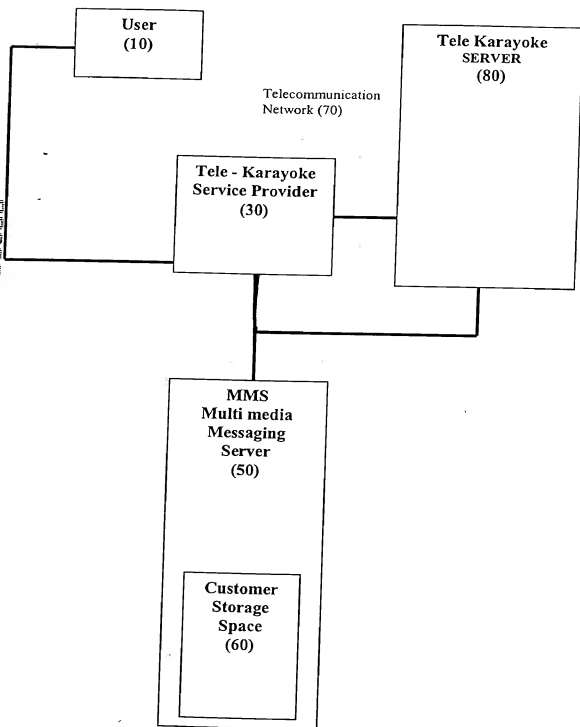 User
(10)
Tele Karayoke
SERVER
(80)
Telecommunication
Network (70)
Tele - Karayoke
Service Provider
(30)
MMS
Multi media
Messaging
Server
(50)
Customer
Storage
Space
(60)